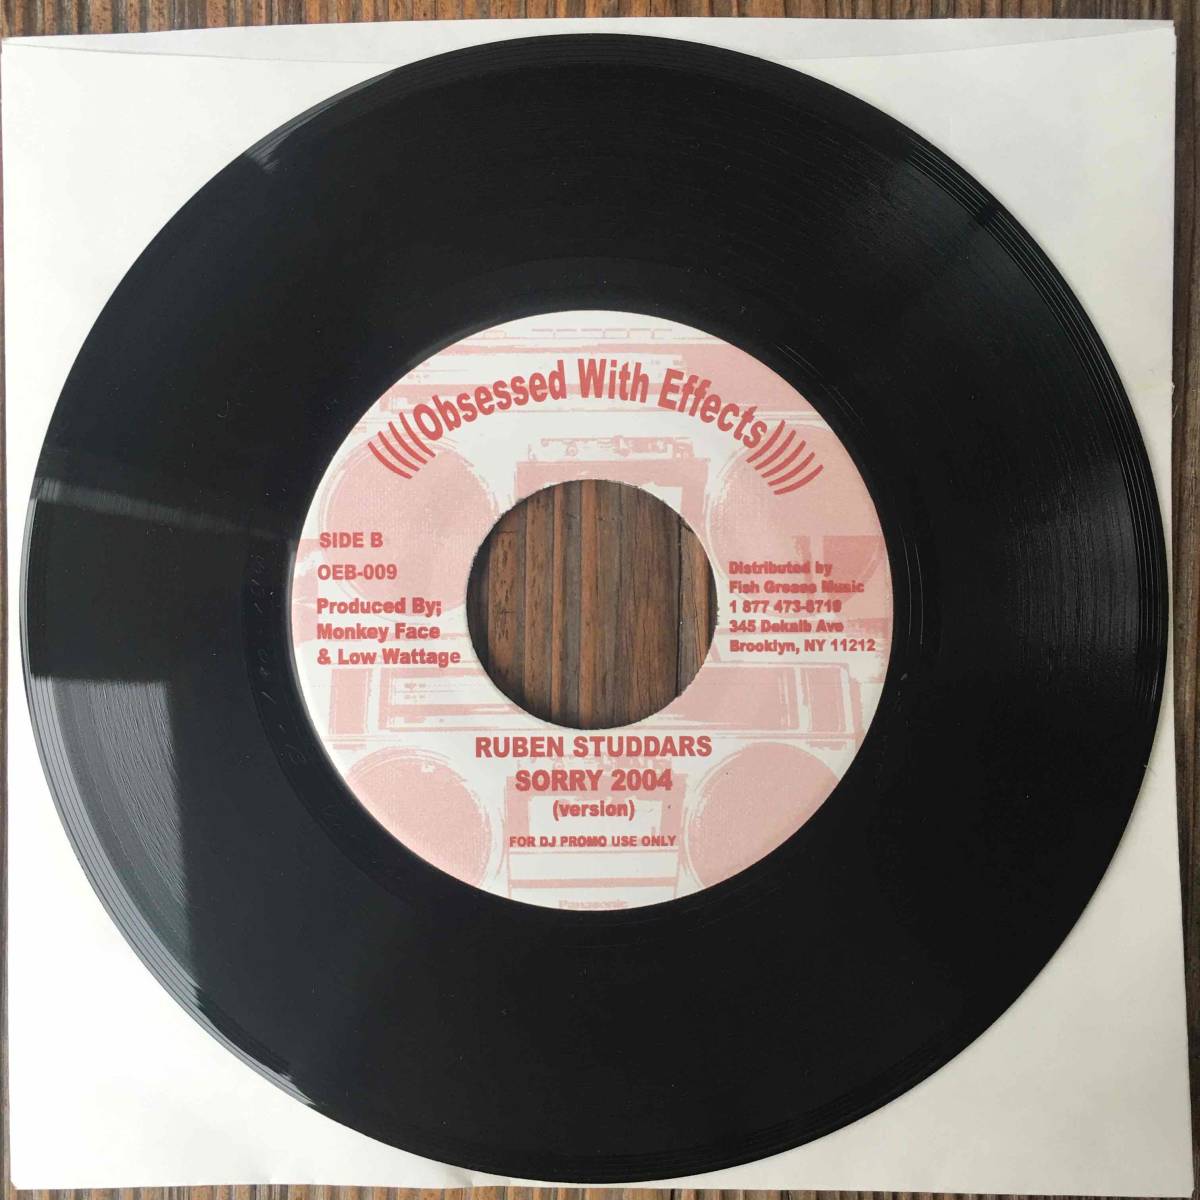 (((((Obsessed With Effects)))))
SIDE B
OEB-009
Produced By;
Monkey Face
& Low Wattage
Distributed by
Fish Grease Music
1 877 473-8719
345 Dekalb Ave
Brooklyn, NY 11212
RUBEN STUDDARS
SORRY 2004
(version)
FOR DJ PROMO USE ONLY
Panasonic